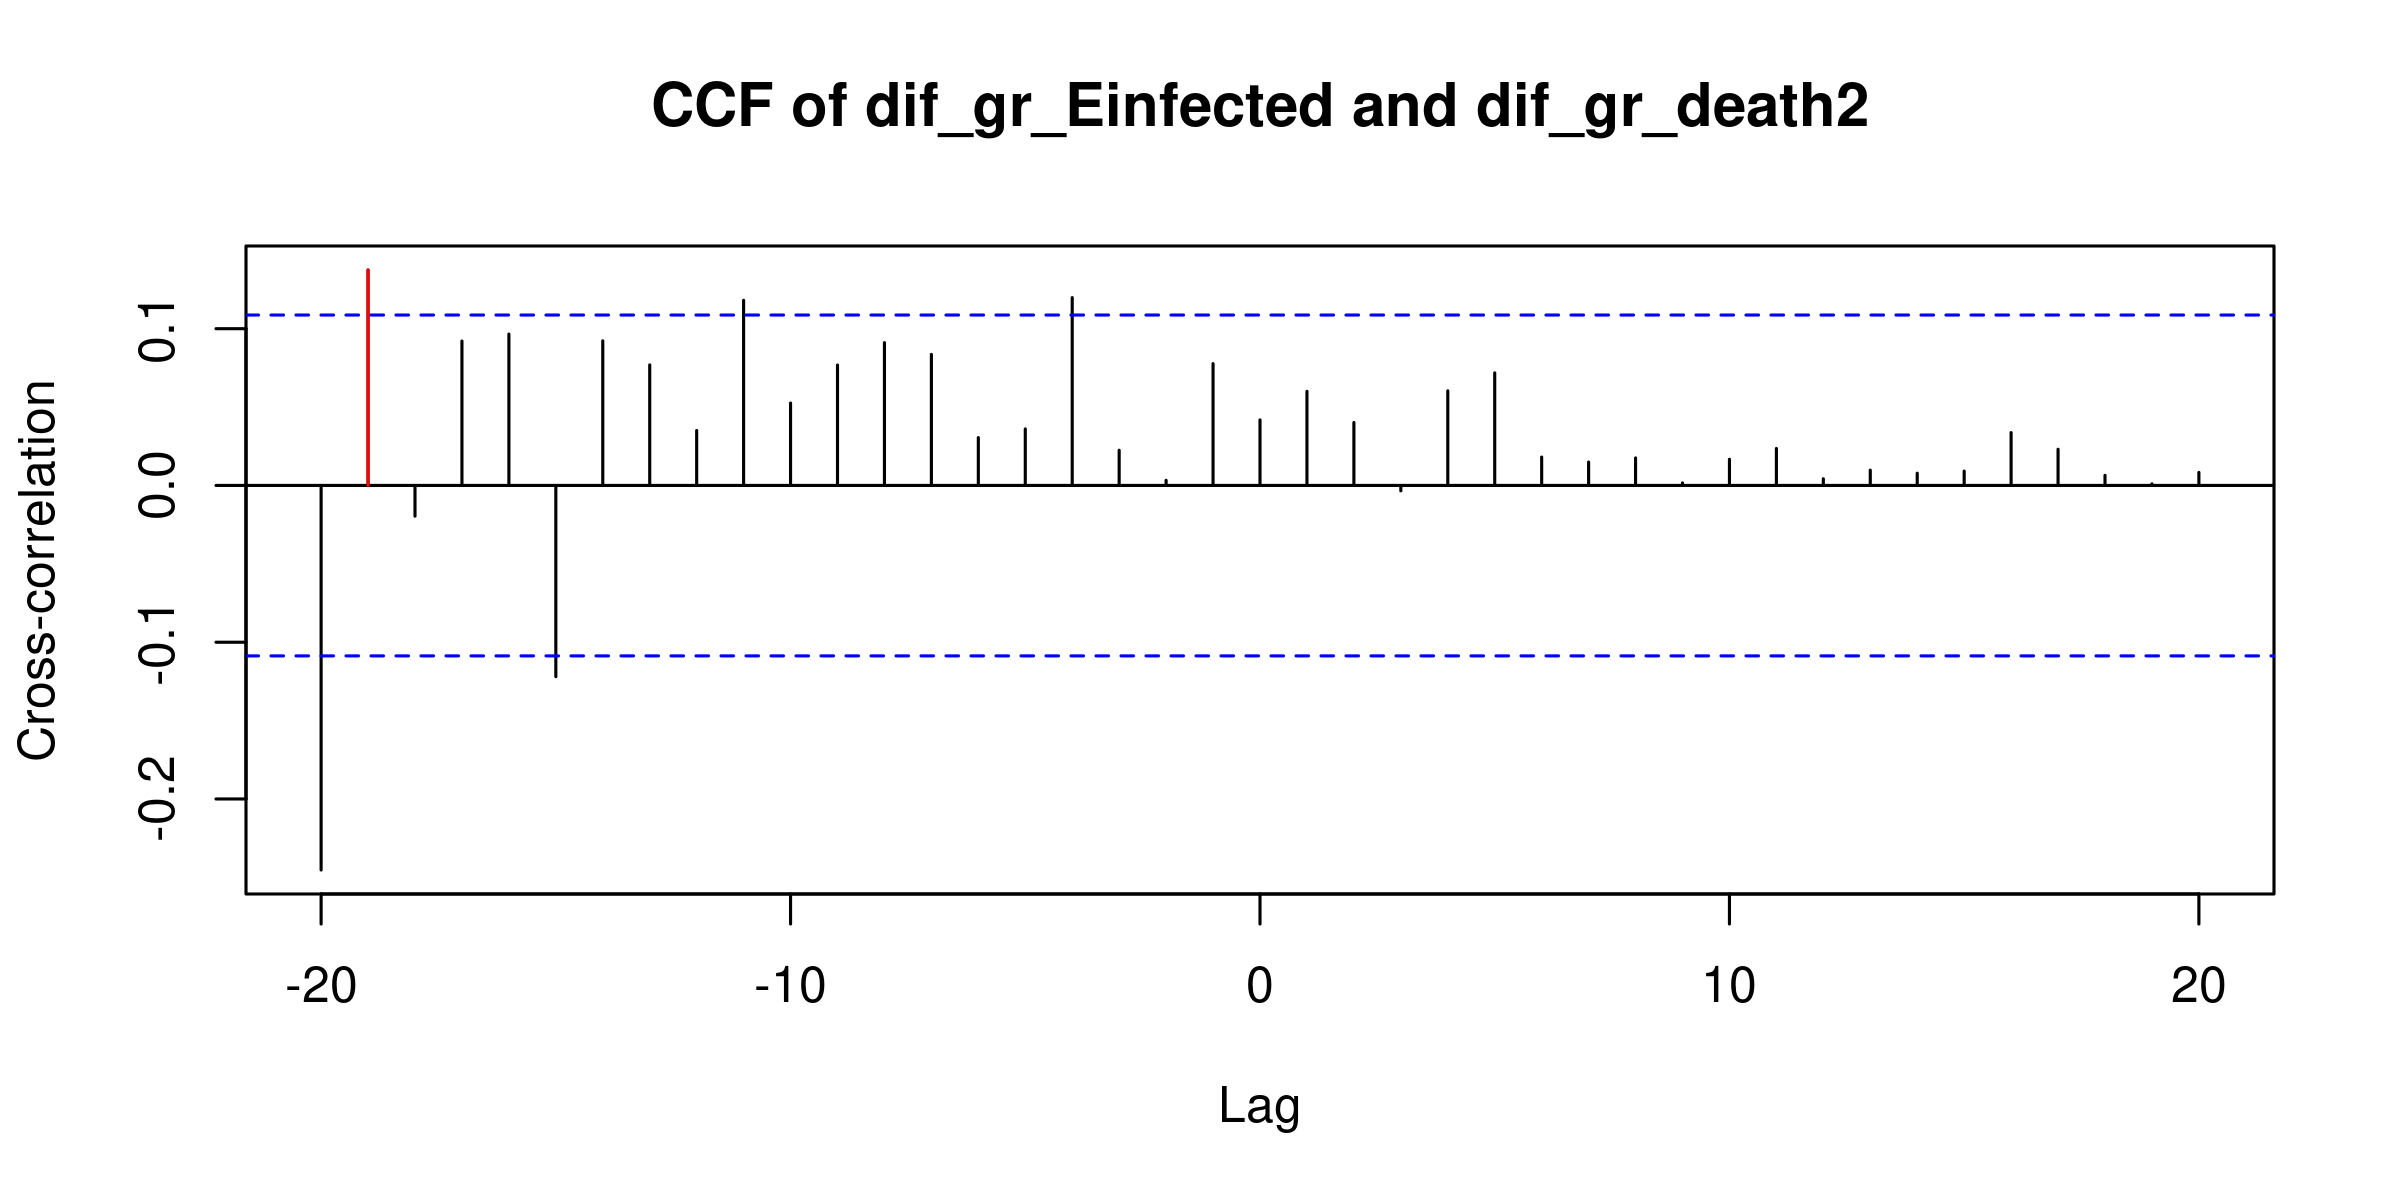 CCF of dif_gr_Einfected and dif_gr_death2
Cross-correlation
0.1
0.0
-0.1
-0.2
-20 -10 0 10 20
Lag